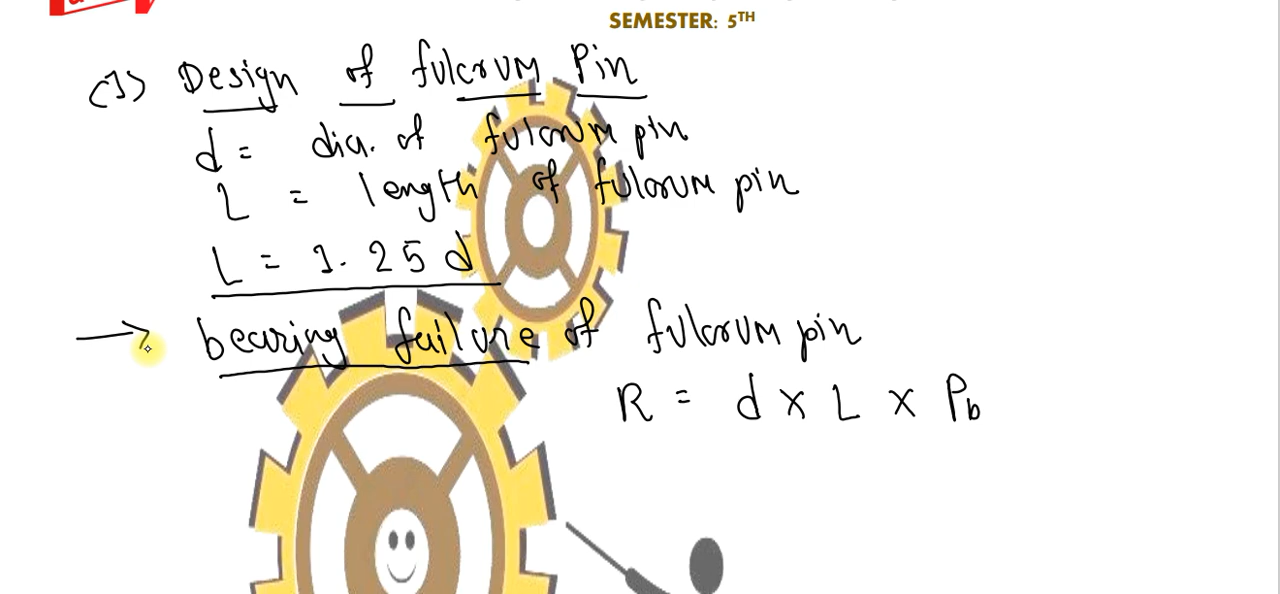 SEMESTER: 5TH
(1) Design of fulcrum Pin
d = dia. of fulcrum pin
L = length of fulcrum pin
L = 1.25 d
→ bearing failure of fulcrum pin
R = d × L × Pb